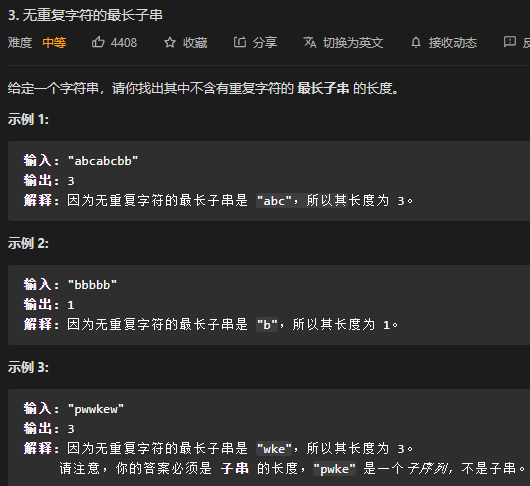 3. 无重复字符的最长子串
难度 中等 4408 收藏 分享 切换为英文 接收动态
给定一个字符串，请你找出其中不含有重复字符的 最长子串 的长度。
示例 1:
输入: "abcabcbb"
输出: 3
解释: 因为无重复字符的最长子串是 "abc"，所以其长度为 3。
示例 2:
输入: "bbbbb"
输出: 1
解释: 因为无重复字符的最长子串是 "b"，所以其长度为 1。
示例 3:
输入: "pwwkew"
输出: 3
解释: 因为无重复字符的最长子串是 "wke"，所以其长度为 3。
请注意，你的答案必须是 子串 的长度，"pwke" 是一个子序列，不是子串。